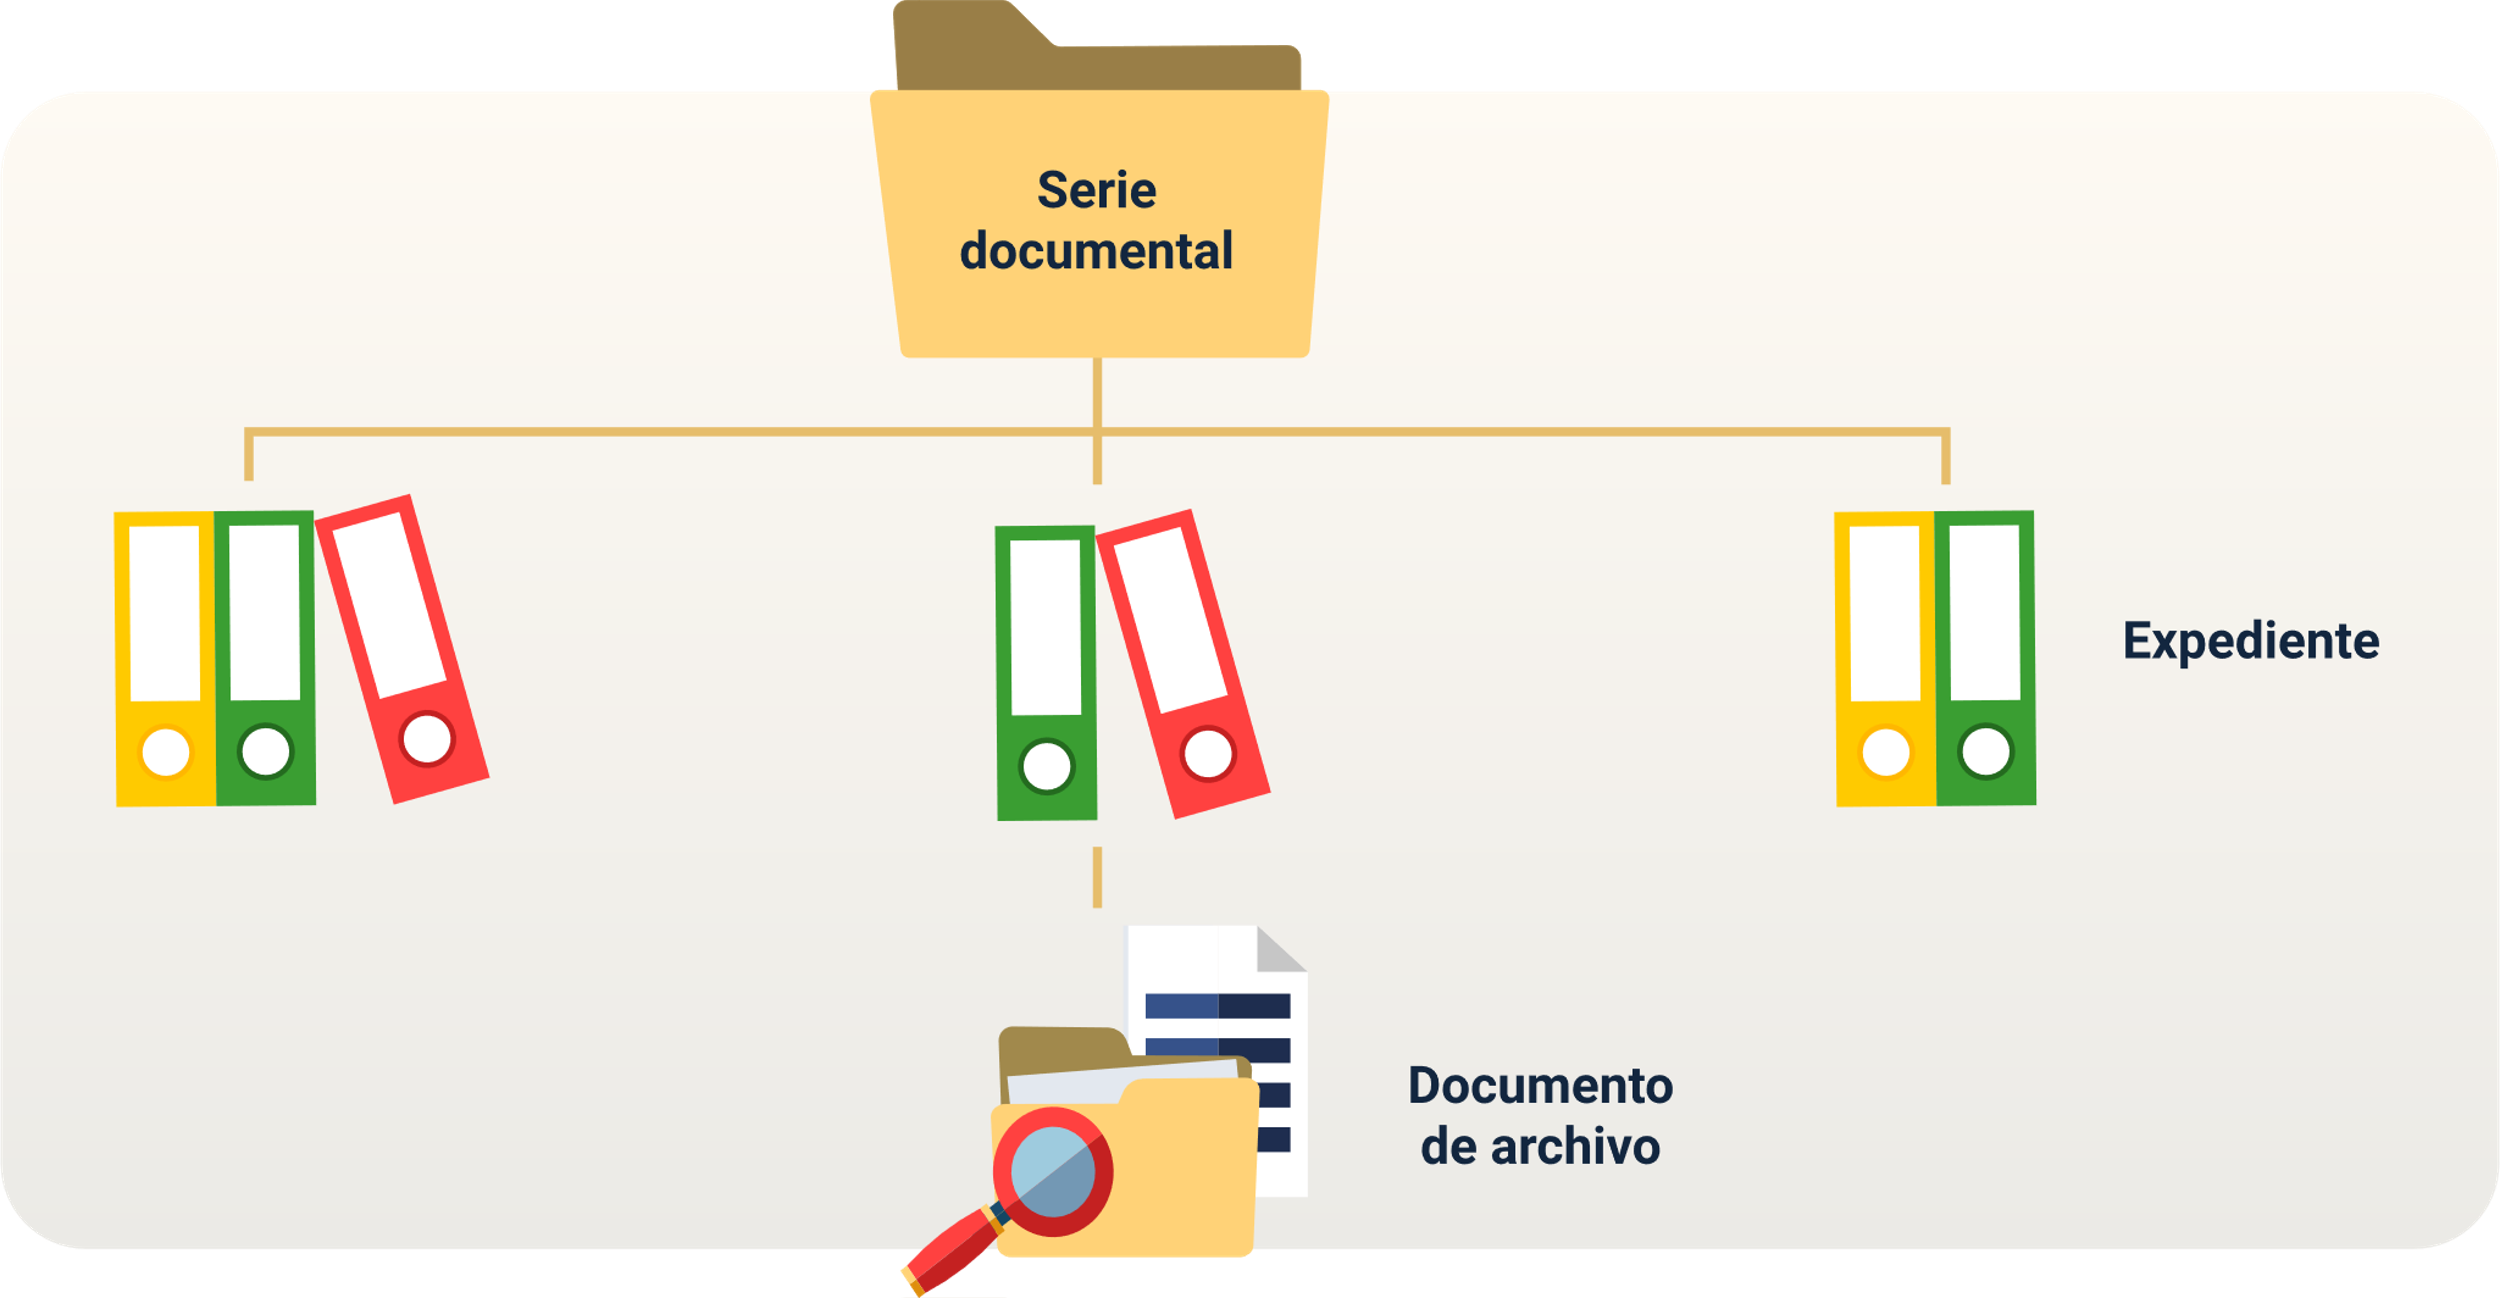 Serie
documental
Expediente
Documento
de archivo